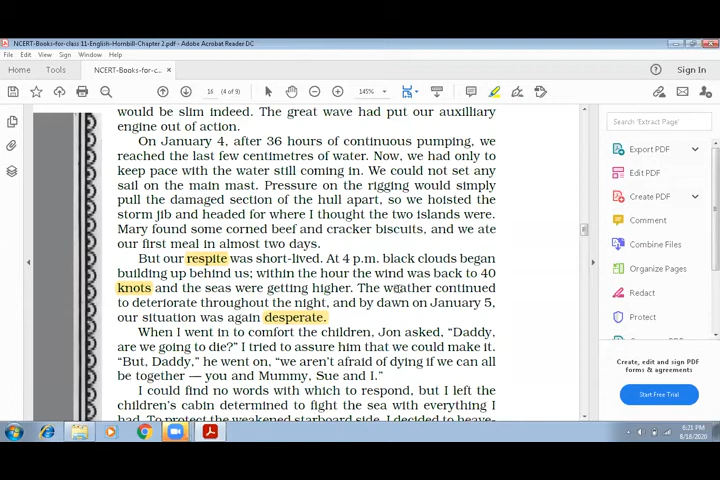 NCERT-Books-for-class 11-English-Hornbill-Chapter 2.pdf - Adobe Acrobat Reader DC
File Edit View Sign Window Help
Home Tools NCERT-Books-for-c... × Sign In
16 (4 of 9) 145%
would be slim indeed. The great wave had put our auxilliary
engine out of action.
On January 4, after 36 hours of continuous pumping, we
reached the last few centimetres of water. Now, we had only to
keep pace with the water still coming in. We could not set any
sail on the main mast. Pressure on the rigging would simply
pull the damaged section of the hull apart, so we hoisted the
storm jib and headed for where I thought the two islands were.
Mary found some corned beef and cracker biscuits, and we ate
our first meal in almost two days.
But our respite was short-lived. At 4 p.m. black clouds began
building up behind us; within the hour the wind was back to 40
knots and the seas were getting higher. The weather continued
to deteriorate throughout the night, and by dawn on January 5,
our situation was again desperate.
When I went in to comfort the children, Jon asked, “Daddy,
are we going to die?” I tried to assure him that we could make it.
“But, Daddy,” he went on, “we aren’t afraid of dying if we can all
be together — you and Mummy, Sue and I.”
I could find no words with which to respond, but I left the
children’s cabin determined to fight the sea with everything I
had. To protect the weakened starboard side, I decided to heave-
Search 'Extract Page'
Export PDF
Edit PDF
Create PDF
Comment
Combine Files
Organize Pages
Redact
Protect
Create, edit and sign PDF
forms & agreements
Start Free Trial
6:21 PM
8/18/2020